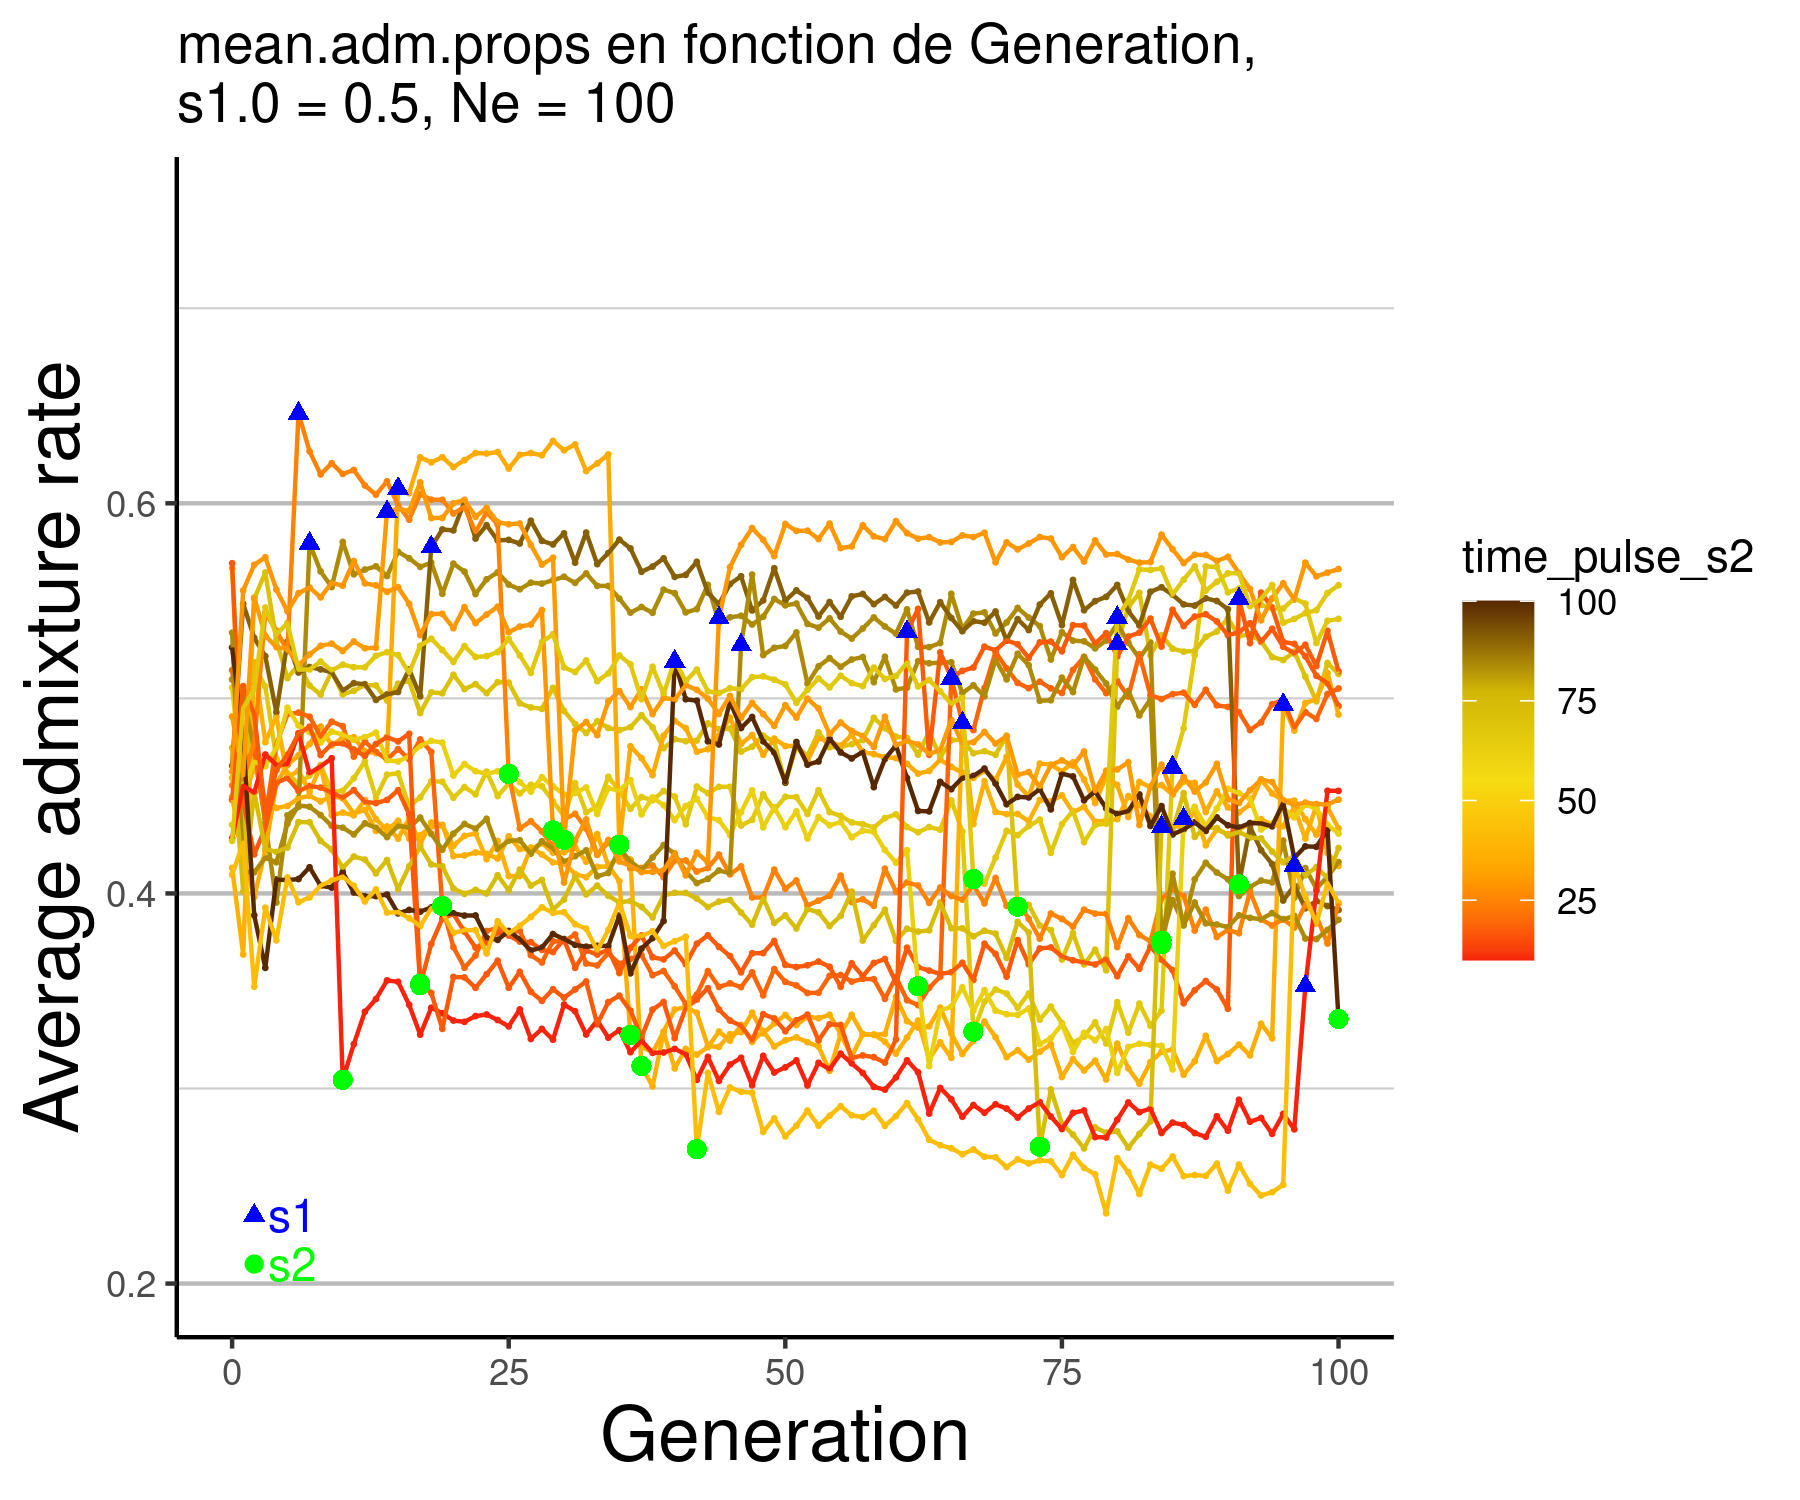 mean.adm.props en fonction de Generation,
s1.0 = 0.5, Ne = 100
Average admixture rate
0.6
0.4
0.2
s1
s2
0
25
50
75
100
Generation
time_pulse_s2
100
75
50
25